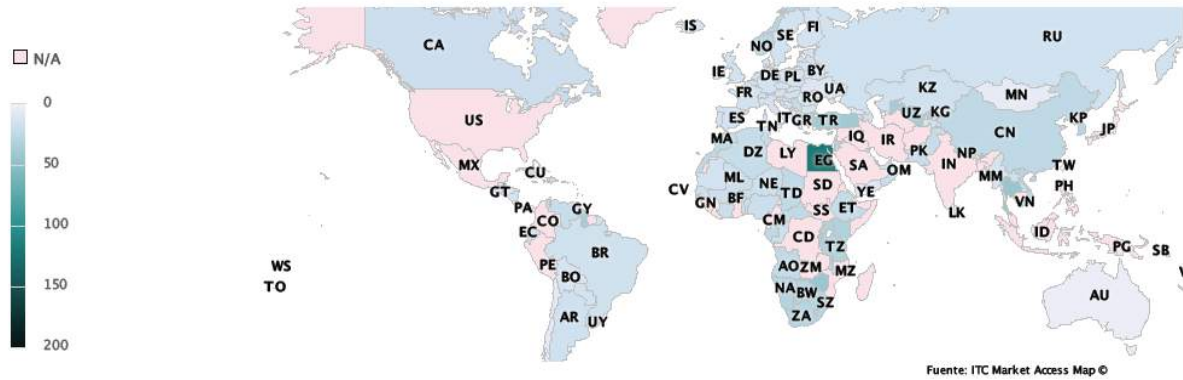 N/A
0
50
100
150
200
IS
FI
SE
NO
RU
CA
IE
DE
PL
BY
FR
RO
UA
KZ
MN
ES
IT
GR
TR
UZ
KG
KP
JP
US
TN
MA
CN
DZ
LY
EG
IQ
IR
PK
NP
MX
CU
SA
OM
IN
MM
TW
GT
CV
ML
NE
TD
SD
YE
PH
PA
GY
GN
BF
VN
CO
SS
ET
LK
EC
CM
CD
TZ
ID
PG
SB
BR
PE
WS
AO
ZM
MZ
BO
TO
NA
BW
SZ
AU
AR
UY
ZA
Fuente: ITC Market Access Map ©